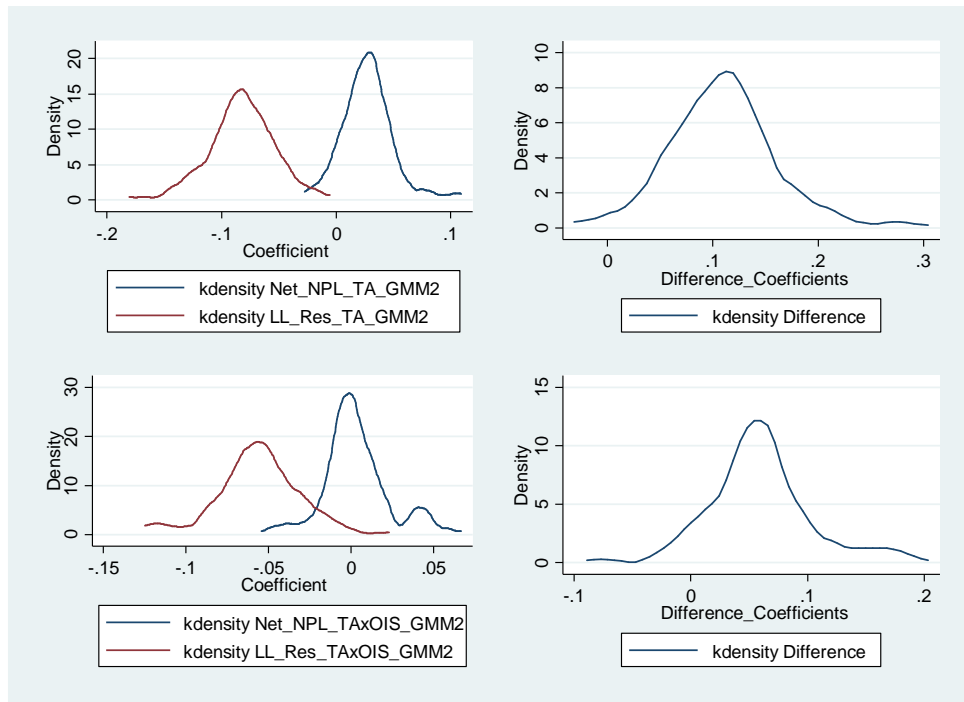 Density
0 5 10 15 20
-.2 -.1 0 .1
Coefficient
kdensity Net_NPL_TA_GMM2
kdensity LL_Res_TA_GMM2
Density
0 2 4 6 8 10
0 .1 .2 .3
Difference_Coefficients
kdensity Difference
Density
0 10 20 30
-.15 -.1 -.05 0 .05
Coefficient
kdensity Net_NPL_TAxOIS_GMM2
kdensity LL_Res_TAxOIS_GMM2
Density
0 5 10 15
-.1 0 .1 .2
Difference_Coefficients
kdensity Difference